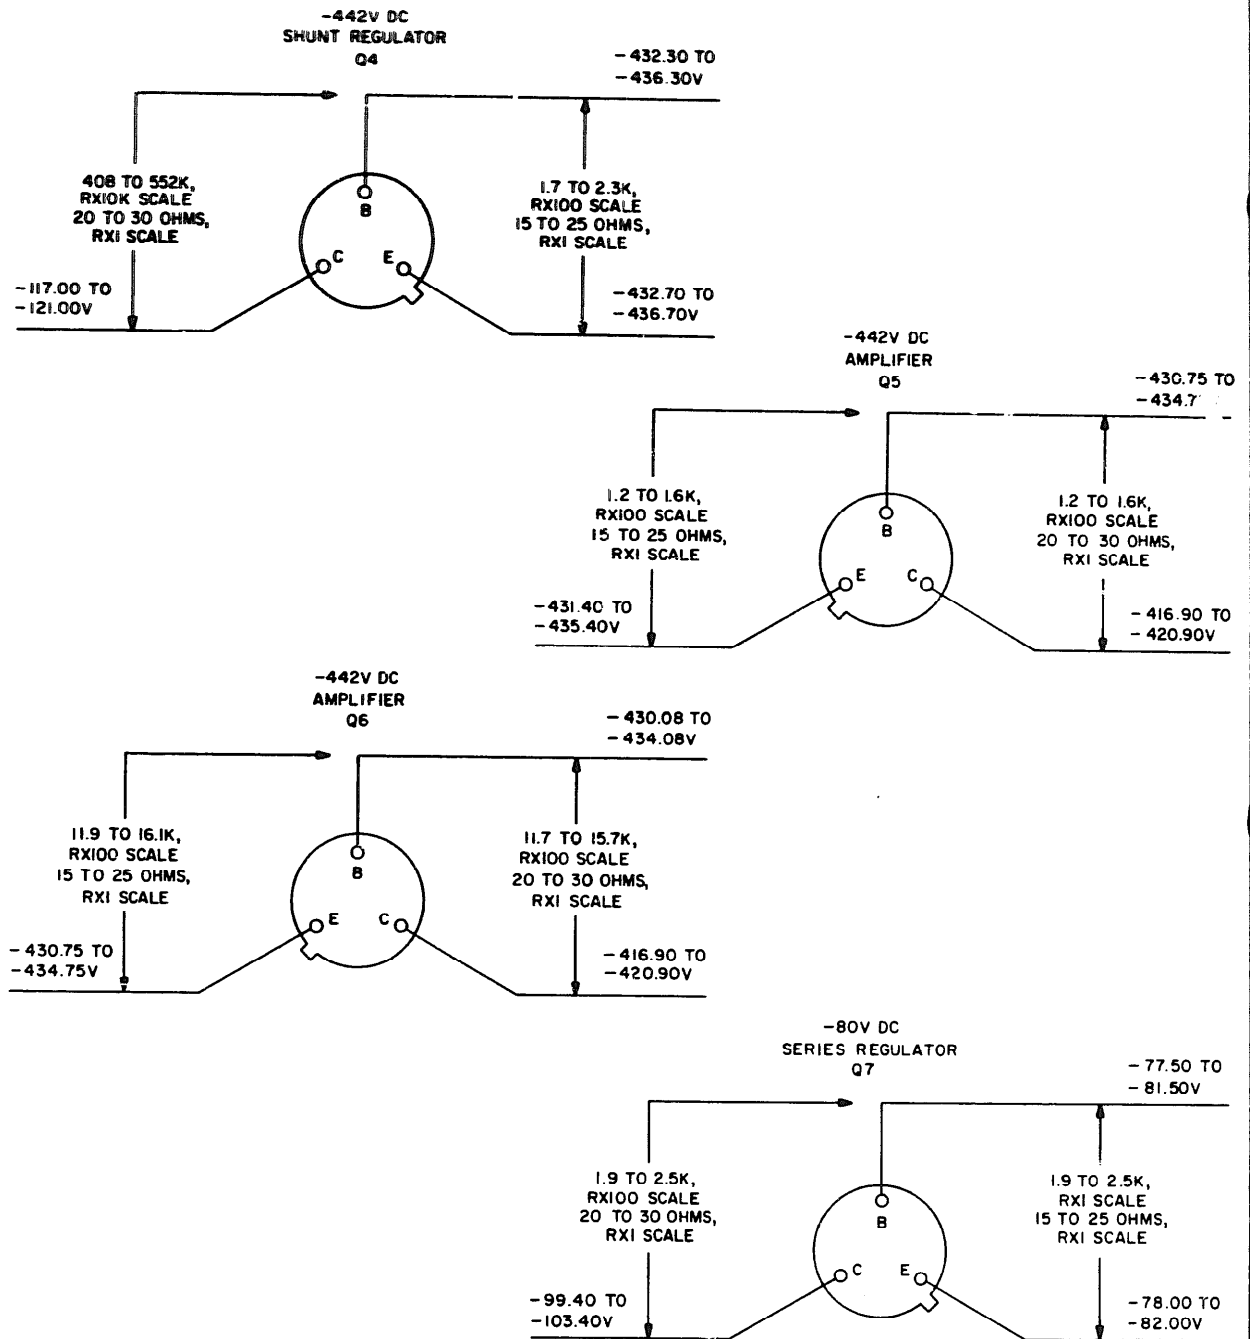 -442V DC
SHUNT REGULATOR
Q4
-432.30 TO
-436.30V
408 TO 552K,
RX10K SCALE
20 TO 30 OHMS,
RX1 SCALE
1.7 TO 2.3K,
RX100 SCALE
15 TO 25 OHMS,
RX1 SCALE
B
C
E
-117.00 TO
-121.00V
-432.70 TO
-436.70V
-442V DC
AMPLIFIER
Q5
-430.75 TO
1.2 TO 1.6K,
RX100 SCALE
15 TO 25 OHMS,
RX1 SCALE
1.2 TO 1.6K,
RX100 SCALE
20 TO 30 OHMS,
RX1 SCALE
B
E
C
-431.40 TO
-435.40V
-416.90 TO
-420.90V
-442V DC
AMPLIFIER
Q6
-430.08 TO
-434.08V
11.9 TO 16.1K,
RX100 SCALE
15 TO 25 OHMS,
RX1 SCALE
11.7 TO 15.7K,
RX100 SCALE
20 TO 30 OHMS,
RX1 SCALE
B
E
C
-430.75 TO
-434.75V
-416.90 TO
-420.90V
-80V DC
SERIES REGULATOR
Q7
-77.50 TO
-81.50V
1.9 TO 2.5K,
RX100 SCALE
20 TO 30 OHMS,
RX1 SCALE
1.9 TO 2.5K,
RX1 SCALE
15 TO 25 OHMS,
RX1 SCALE
B
C
E
-99.40 TO
-103.40V
-78.00 TO
-82.00V